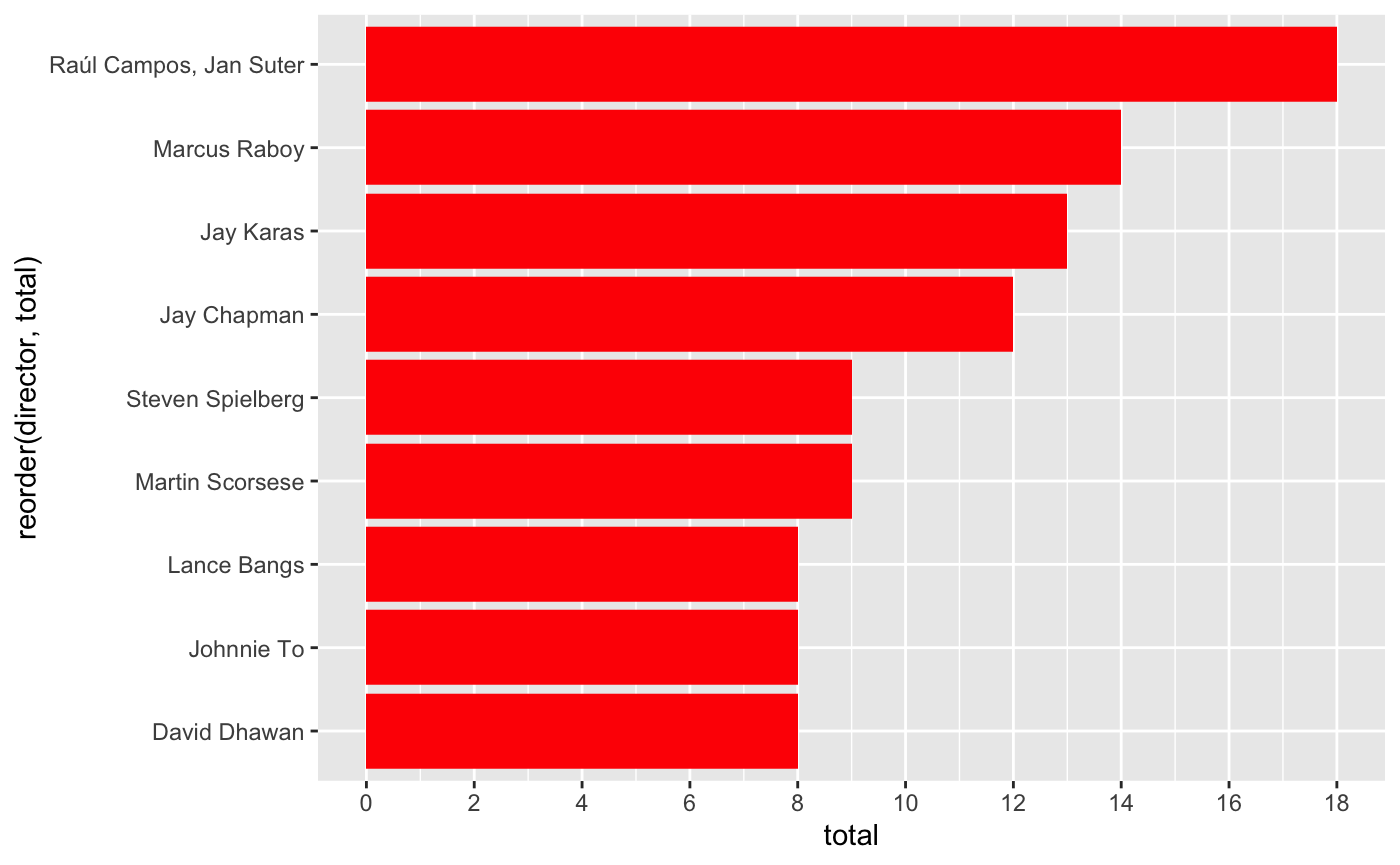 Raúl Campos, Jan Suter
Marcus Raboy
Jay Karas
Jay Chapman
Steven Spielberg
Martin Scorsese
Lance Bangs
Johnnie To
David Dhawan
reorder(director, total)
0 2 4 6 8 10 12 14 16 18
total